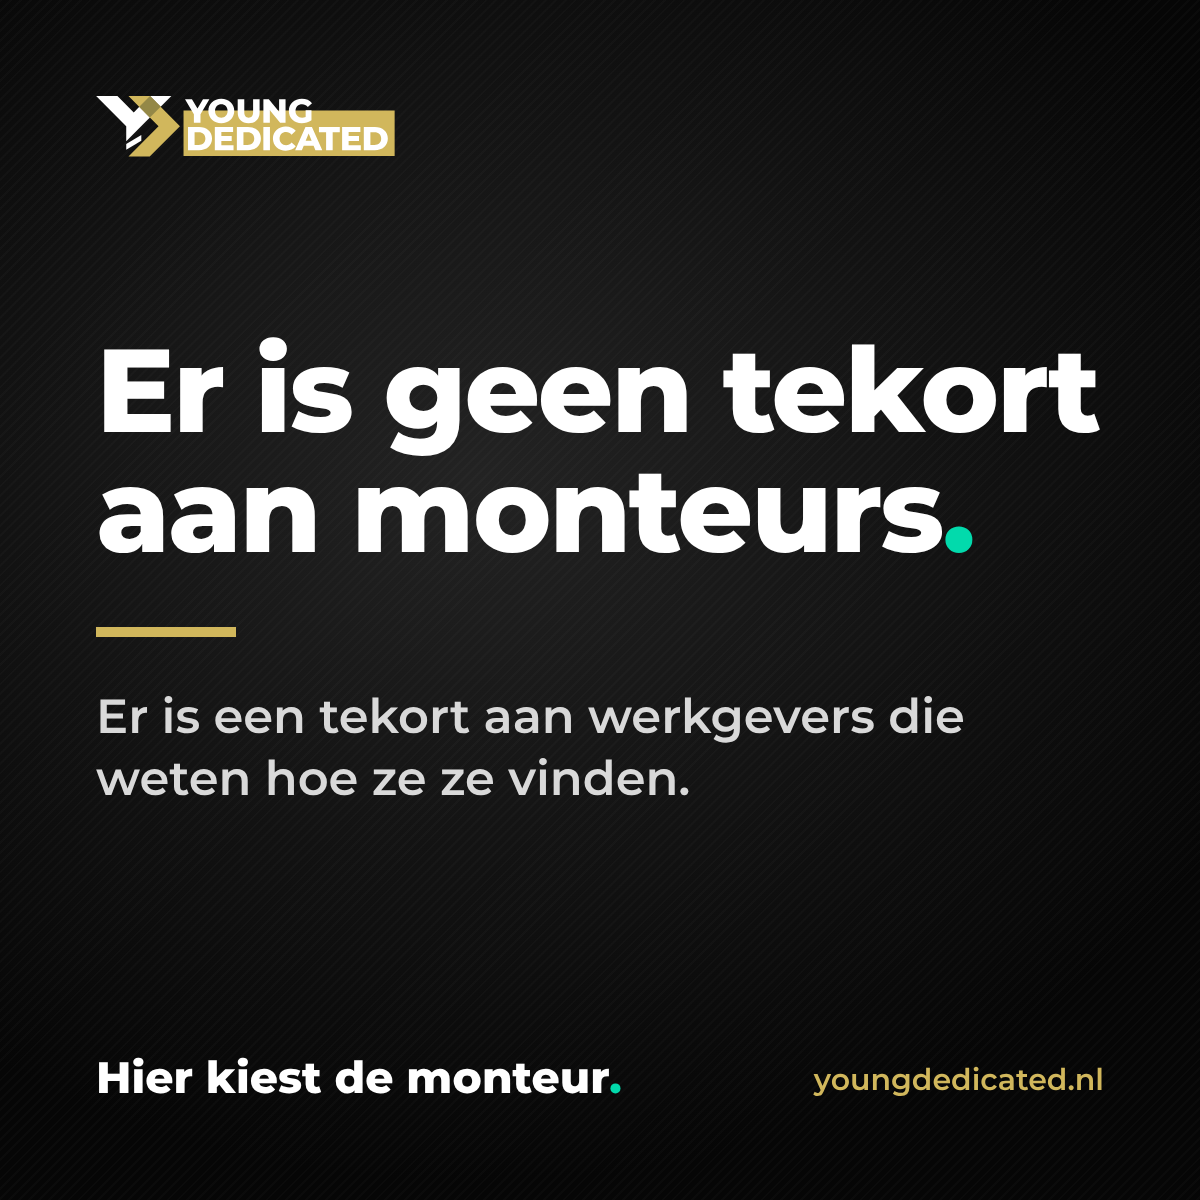 YOUNG
DEDICATED
Er is geen tekort
aan monteurs.
Er is een tekort aan werkgevers die
weten hoe ze ze vinden.
Hier kiest de monteur.
youngdedicated.nl